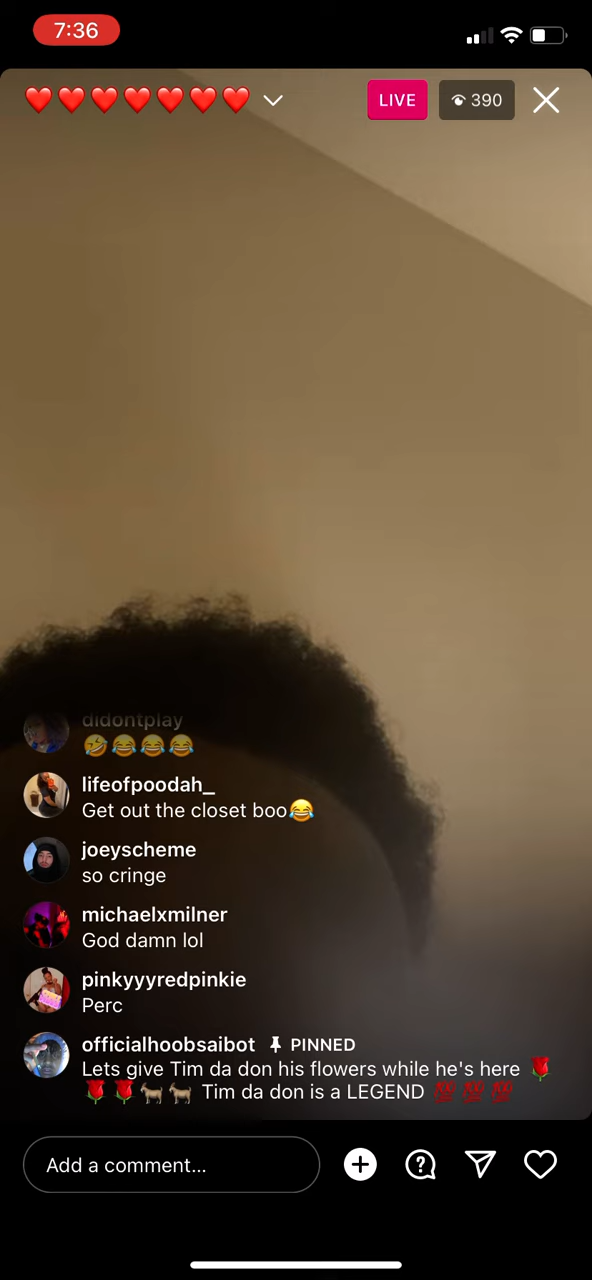 7:36
❤️❤️❤️❤️❤️❤️❤️
LIVE
390
didontplay
🤣😂😂😂
lifeofpoodah_
Get out the closet boo😂
joeyscheme
so cringe
michaelxmilner
God damn lol
pinkyyyredpinkie
Perc
officialhoobsaibot PINNED
Lets give Tim da don his flowers while he's here 🌹
🌹🌹🐐🐐 Tim da don is a LEGEND 💯💯💯
Add a comment...